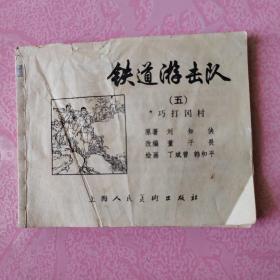 铁道游击队
(五)
巧打冈村
原著 刘知侠
改编 董子畏
绘画 丁斌曾 韩和平
上海人民美术出版社